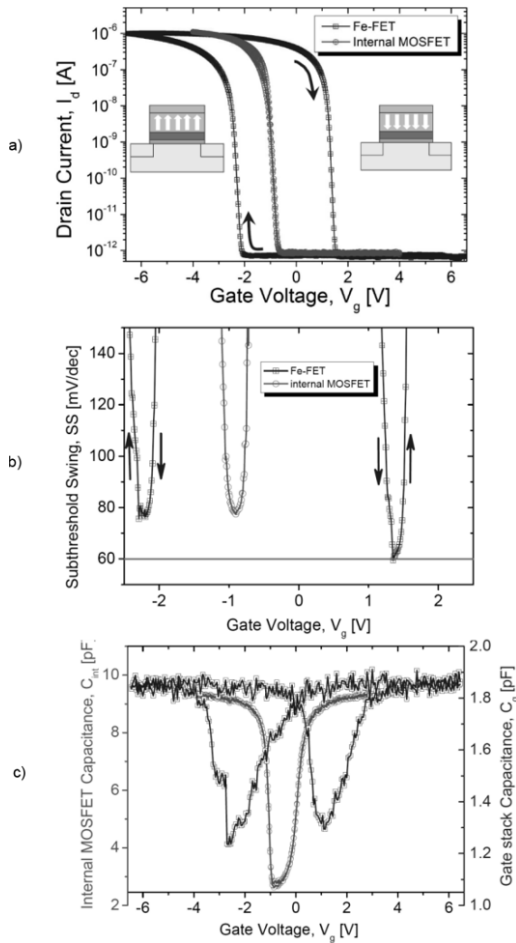 a)
Drain Current, I_d [A]
10^-6
10^-7
10^-8
10^-9
10^-10
10^-11
10^-12
Fe-FET
Internal MOSFET
-6 -4 -2 0 2 4 6
Gate Voltage, V_g [V]
b)
Subthreshold Swing, SS [mV/dec]
140
120
100
80
60
Fe-FET
internal MOSFET
-2 -1 0 1 2
Gate Voltage, V_g [V]
c)
Internal MOSFET Capacitance, C_int [pF]
10
8
6
4
2
Gate stack Capacitance, C_g [pF]
2.0
1.8
1.6
1.4
1.2
1.0
-6 -4 -2 0 2 4 6
Gate Voltage, V_g [V]